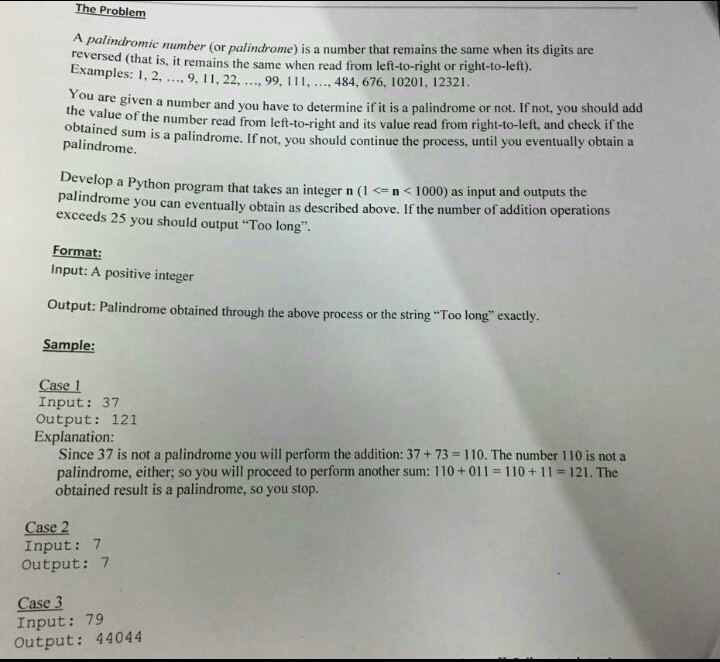 The Problem
A palindromic number (or palindrome) is a number that remains the same when its digits are
reversed (that is, it remains the same when read from left-to-right or right-to-left).
Examples: 1, 2, ..., 9, 11, 22, ..., 99, 111, ..., 484, 676, 10201, 12321.
You are given a number and you have to determine if it is a palindrome or not. If not, you should add
the value of the number read from left-to-right and its value read from right-to-left, and check if the
obtained sum is a palindrome. If not, you should continue the process, until you eventually obtain a
palindrome.
Develop a Python program that takes an integer n (1 <= n < 1000) as input and outputs the
palindrome you can eventually obtain as described above. If the number of addition operations
exceeds 25 you should output “Too long”.
Format:
Input: A positive integer
Output: Palindrome obtained through the above process or the string “Too long” exactly.
Sample:
Case 1
Input: 37
Output: 121
Explanation:
Since 37 is not a palindrome you will perform the addition: 37 + 73 = 110. The number 110 is not a
palindrome, either; so you will proceed to perform another sum: 110 + 011 = 110 + 11 = 121. The
obtained result is a palindrome, so you stop.
Case 2
Input: 7
Output: 7
Case 3
Input: 79
Output: 44044